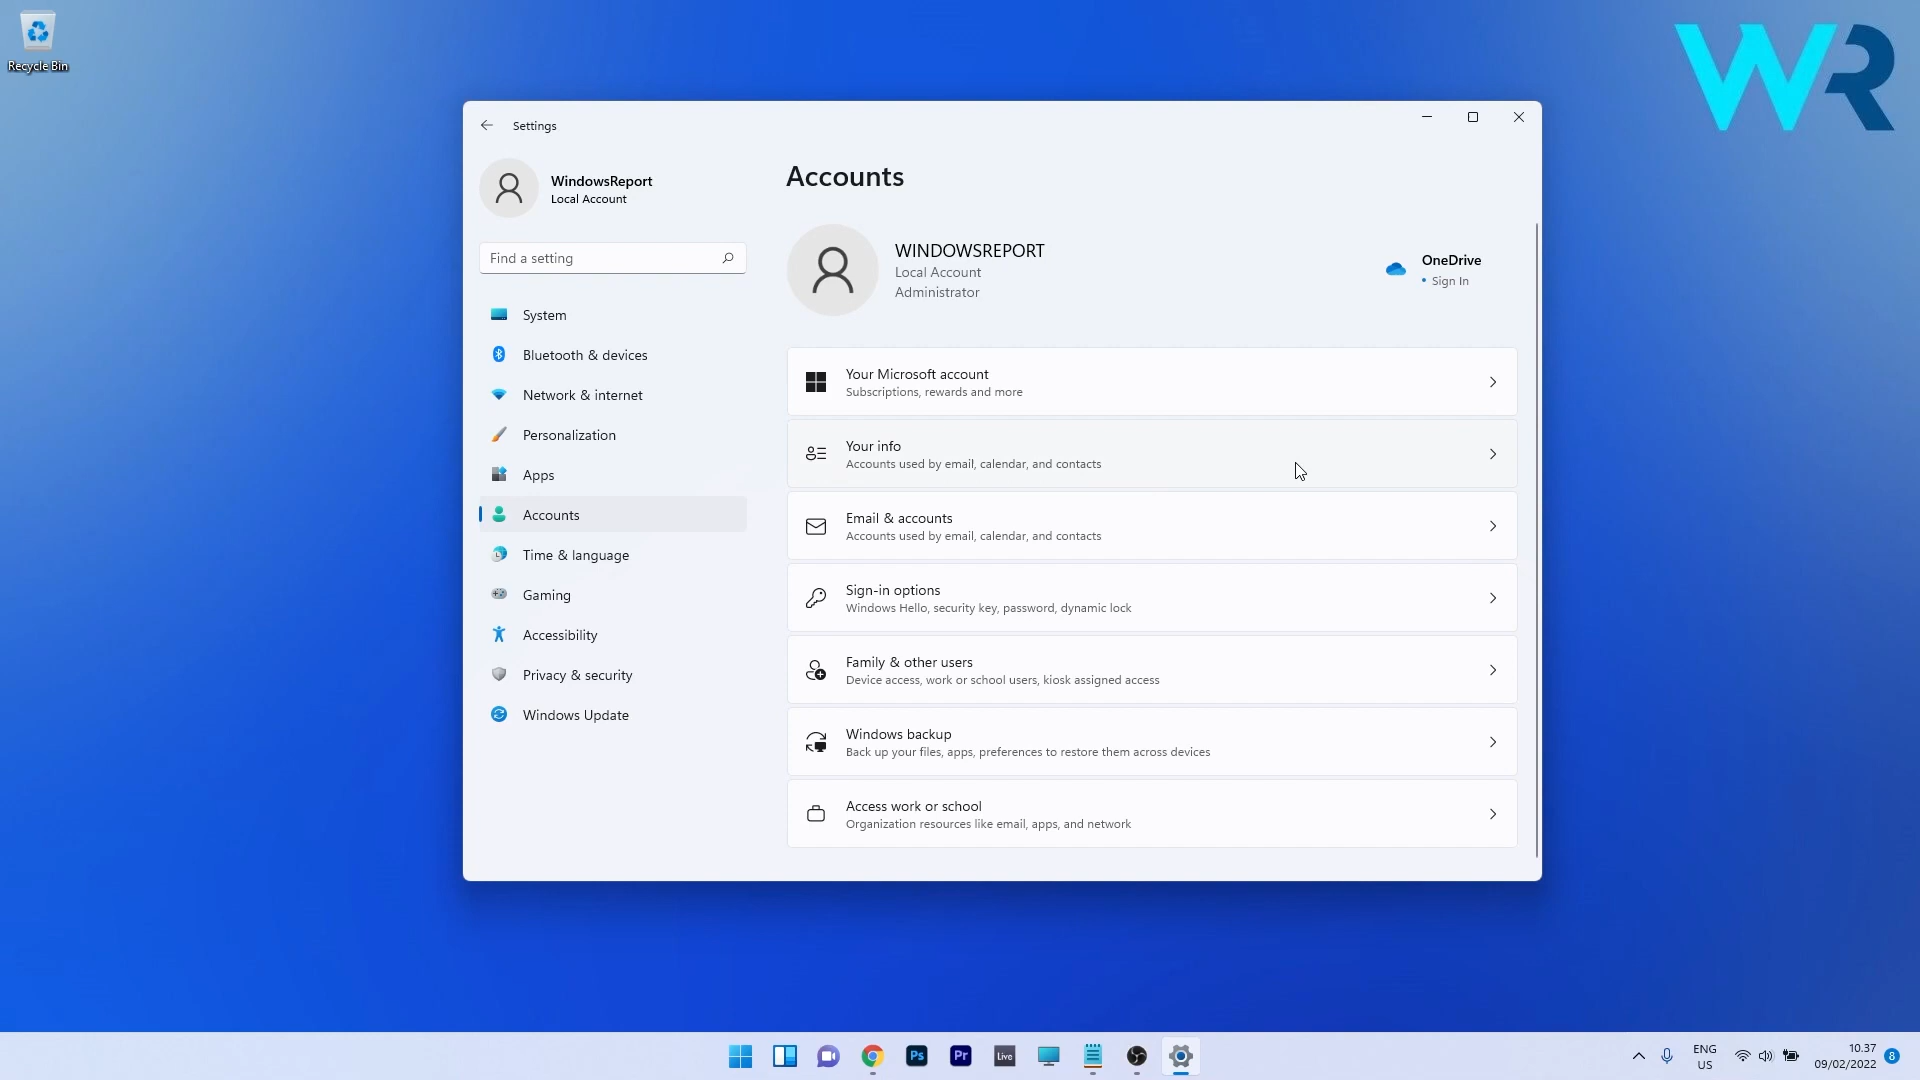 Recycle Bin
WR
Settings
WindowsReport
Local Account
Find a setting
System
Bluetooth & devices
Network & internet
Personalization
Apps
Accounts
Time & language
Gaming
Accessibility
Privacy & security
Windows Update
Accounts
WINDOWSREPORT
Local Account
Administrator
OneDrive
• Sign In
Your Microsoft account
Subscriptions, rewards and more
Your info
Accounts used by email, calendar, and contacts
Email & accounts
Accounts used by email, calendar, and contacts
Sign-in options
Windows Hello, security key, password, dynamic lock
Family & other users
Device access, work or school users, kiosk assigned access
Windows backup
Back up your files, apps, preferences to restore them across devices
Access work or school
Organization resources like email, apps, and network
Ps
Pr
Live
ENG
US
10.37
09/02/2022
8